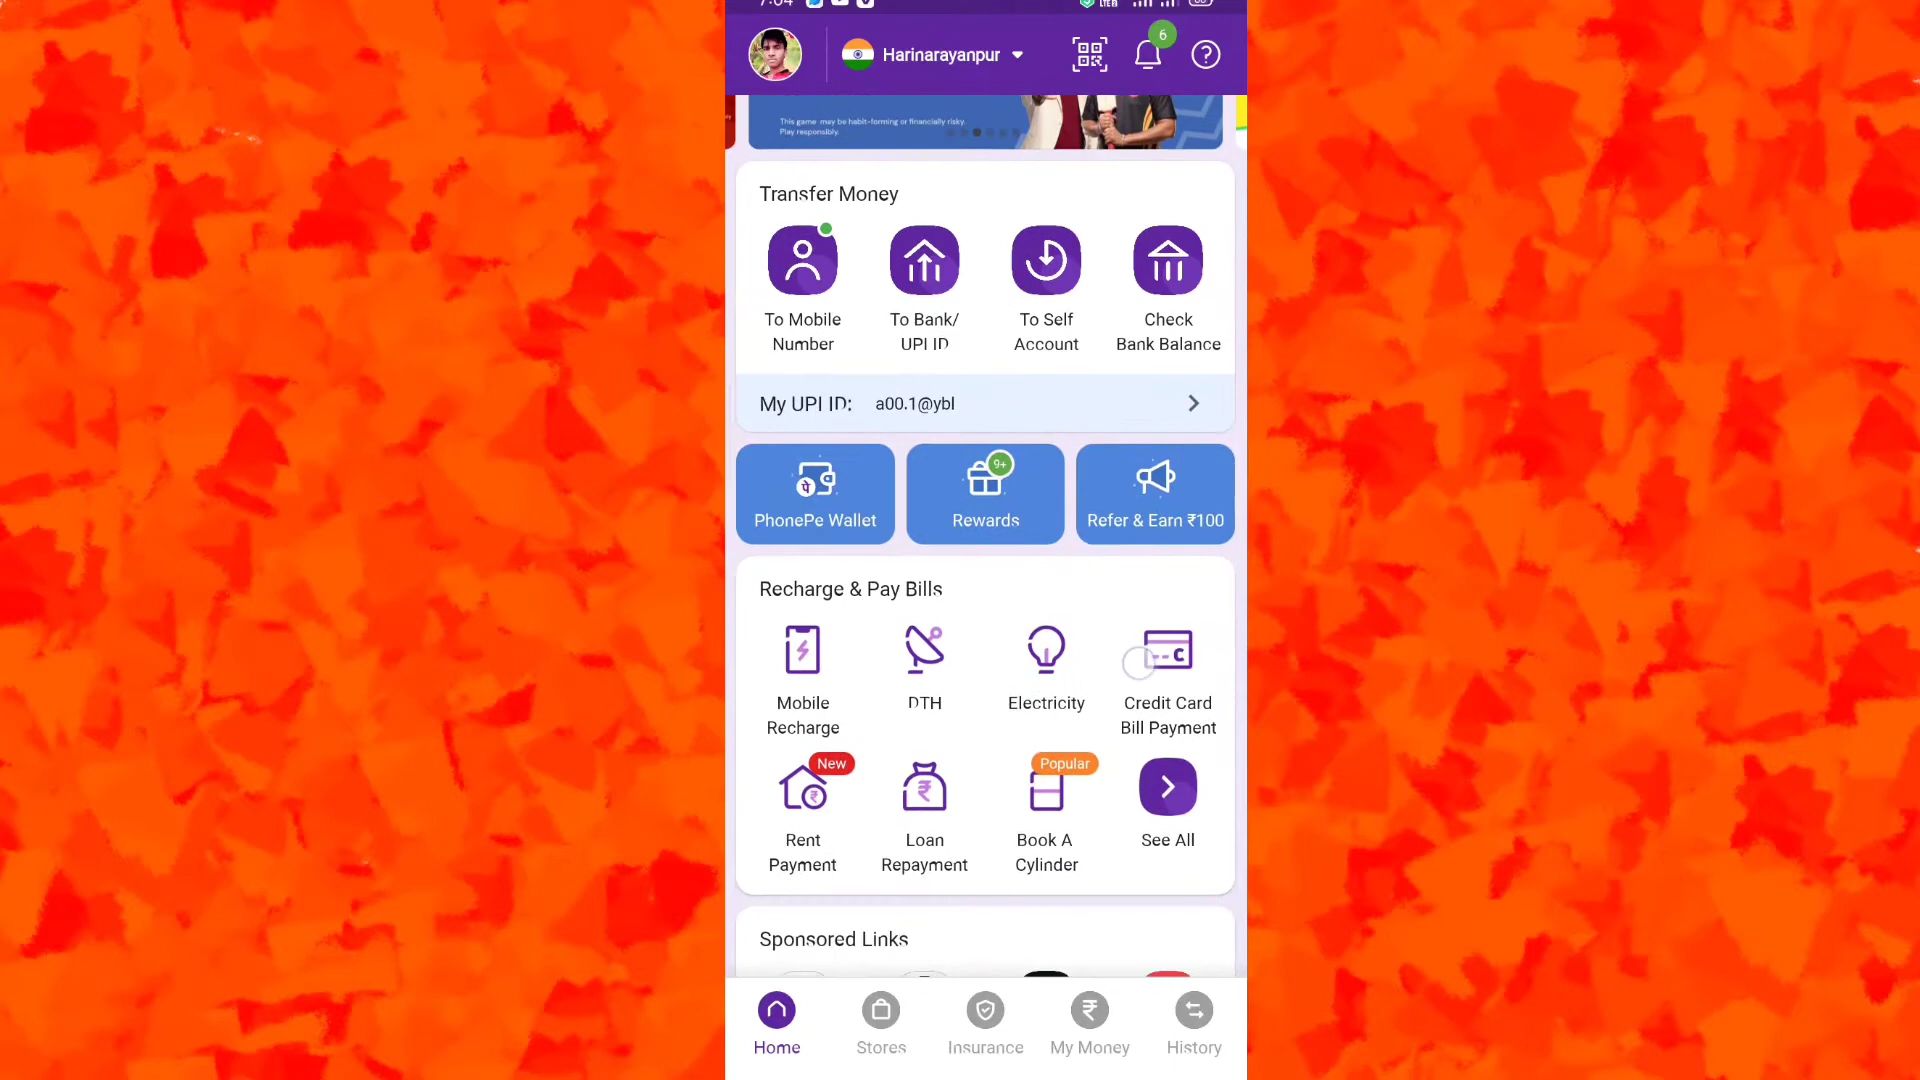 7:04
Harinarayanpur
6
This game may be habit-forming or financially risky.
Play responsibly.
Transfer Money
To Mobile Number
To Bank/ UPI ID
To Self Account
Check Bank Balance
My UPI ID: a00.1@ybl
PhonePe Wallet
9+
Rewards
Refer & Earn ₹100
Recharge & Pay Bills
Mobile Recharge
DTH
Electricity
Credit Card Bill Payment
New
Rent Payment
Loan Repayment
Popular
Book A Cylinder
See All
Sponsored Links
Home
Stores
Insurance
My Money
History